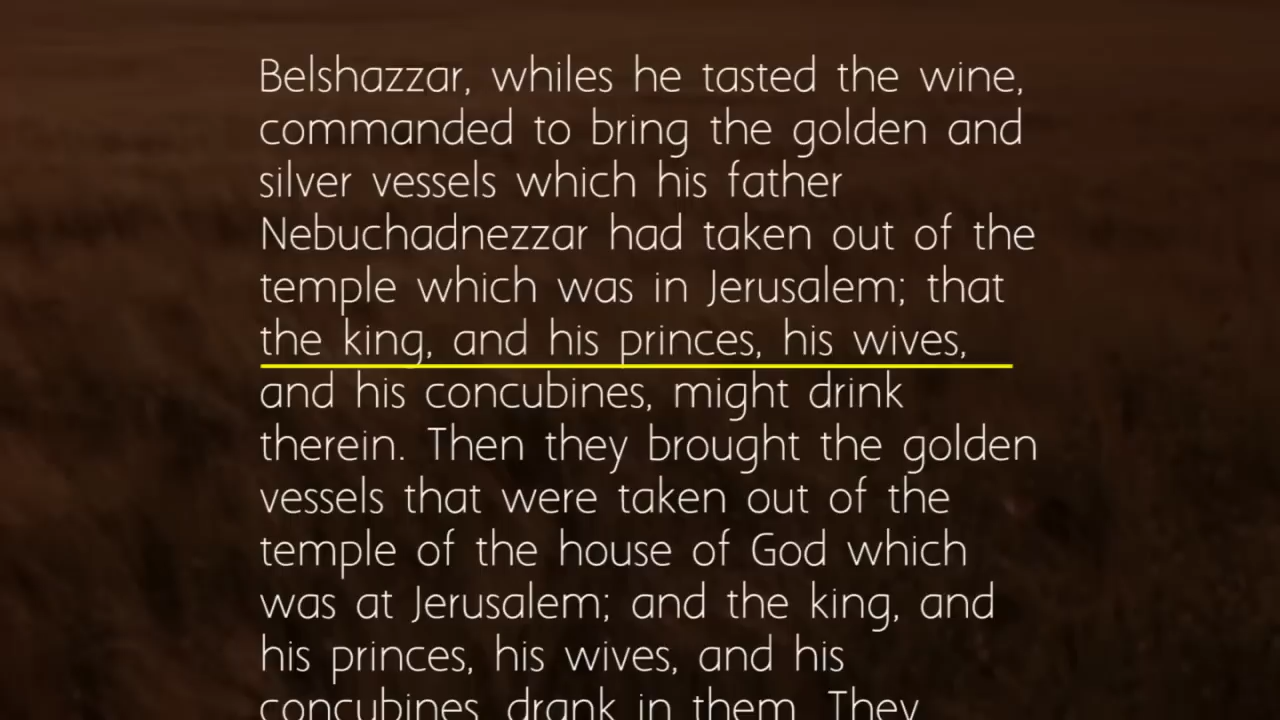 Belshazzar, whiles he tasted the wine,
commanded to bring the golden and
silver vessels which his father
Nebuchadnezzar had taken out of the
temple which was in Jerusalem; that
the king, and his princes, his wives,
and his concubines, might drink
therein. Then they brought the golden
vessels that were taken out of the
temple of the house of God which
was at Jerusalem; and the king, and
his princes, his wives, and his
concubines, drank in them. They